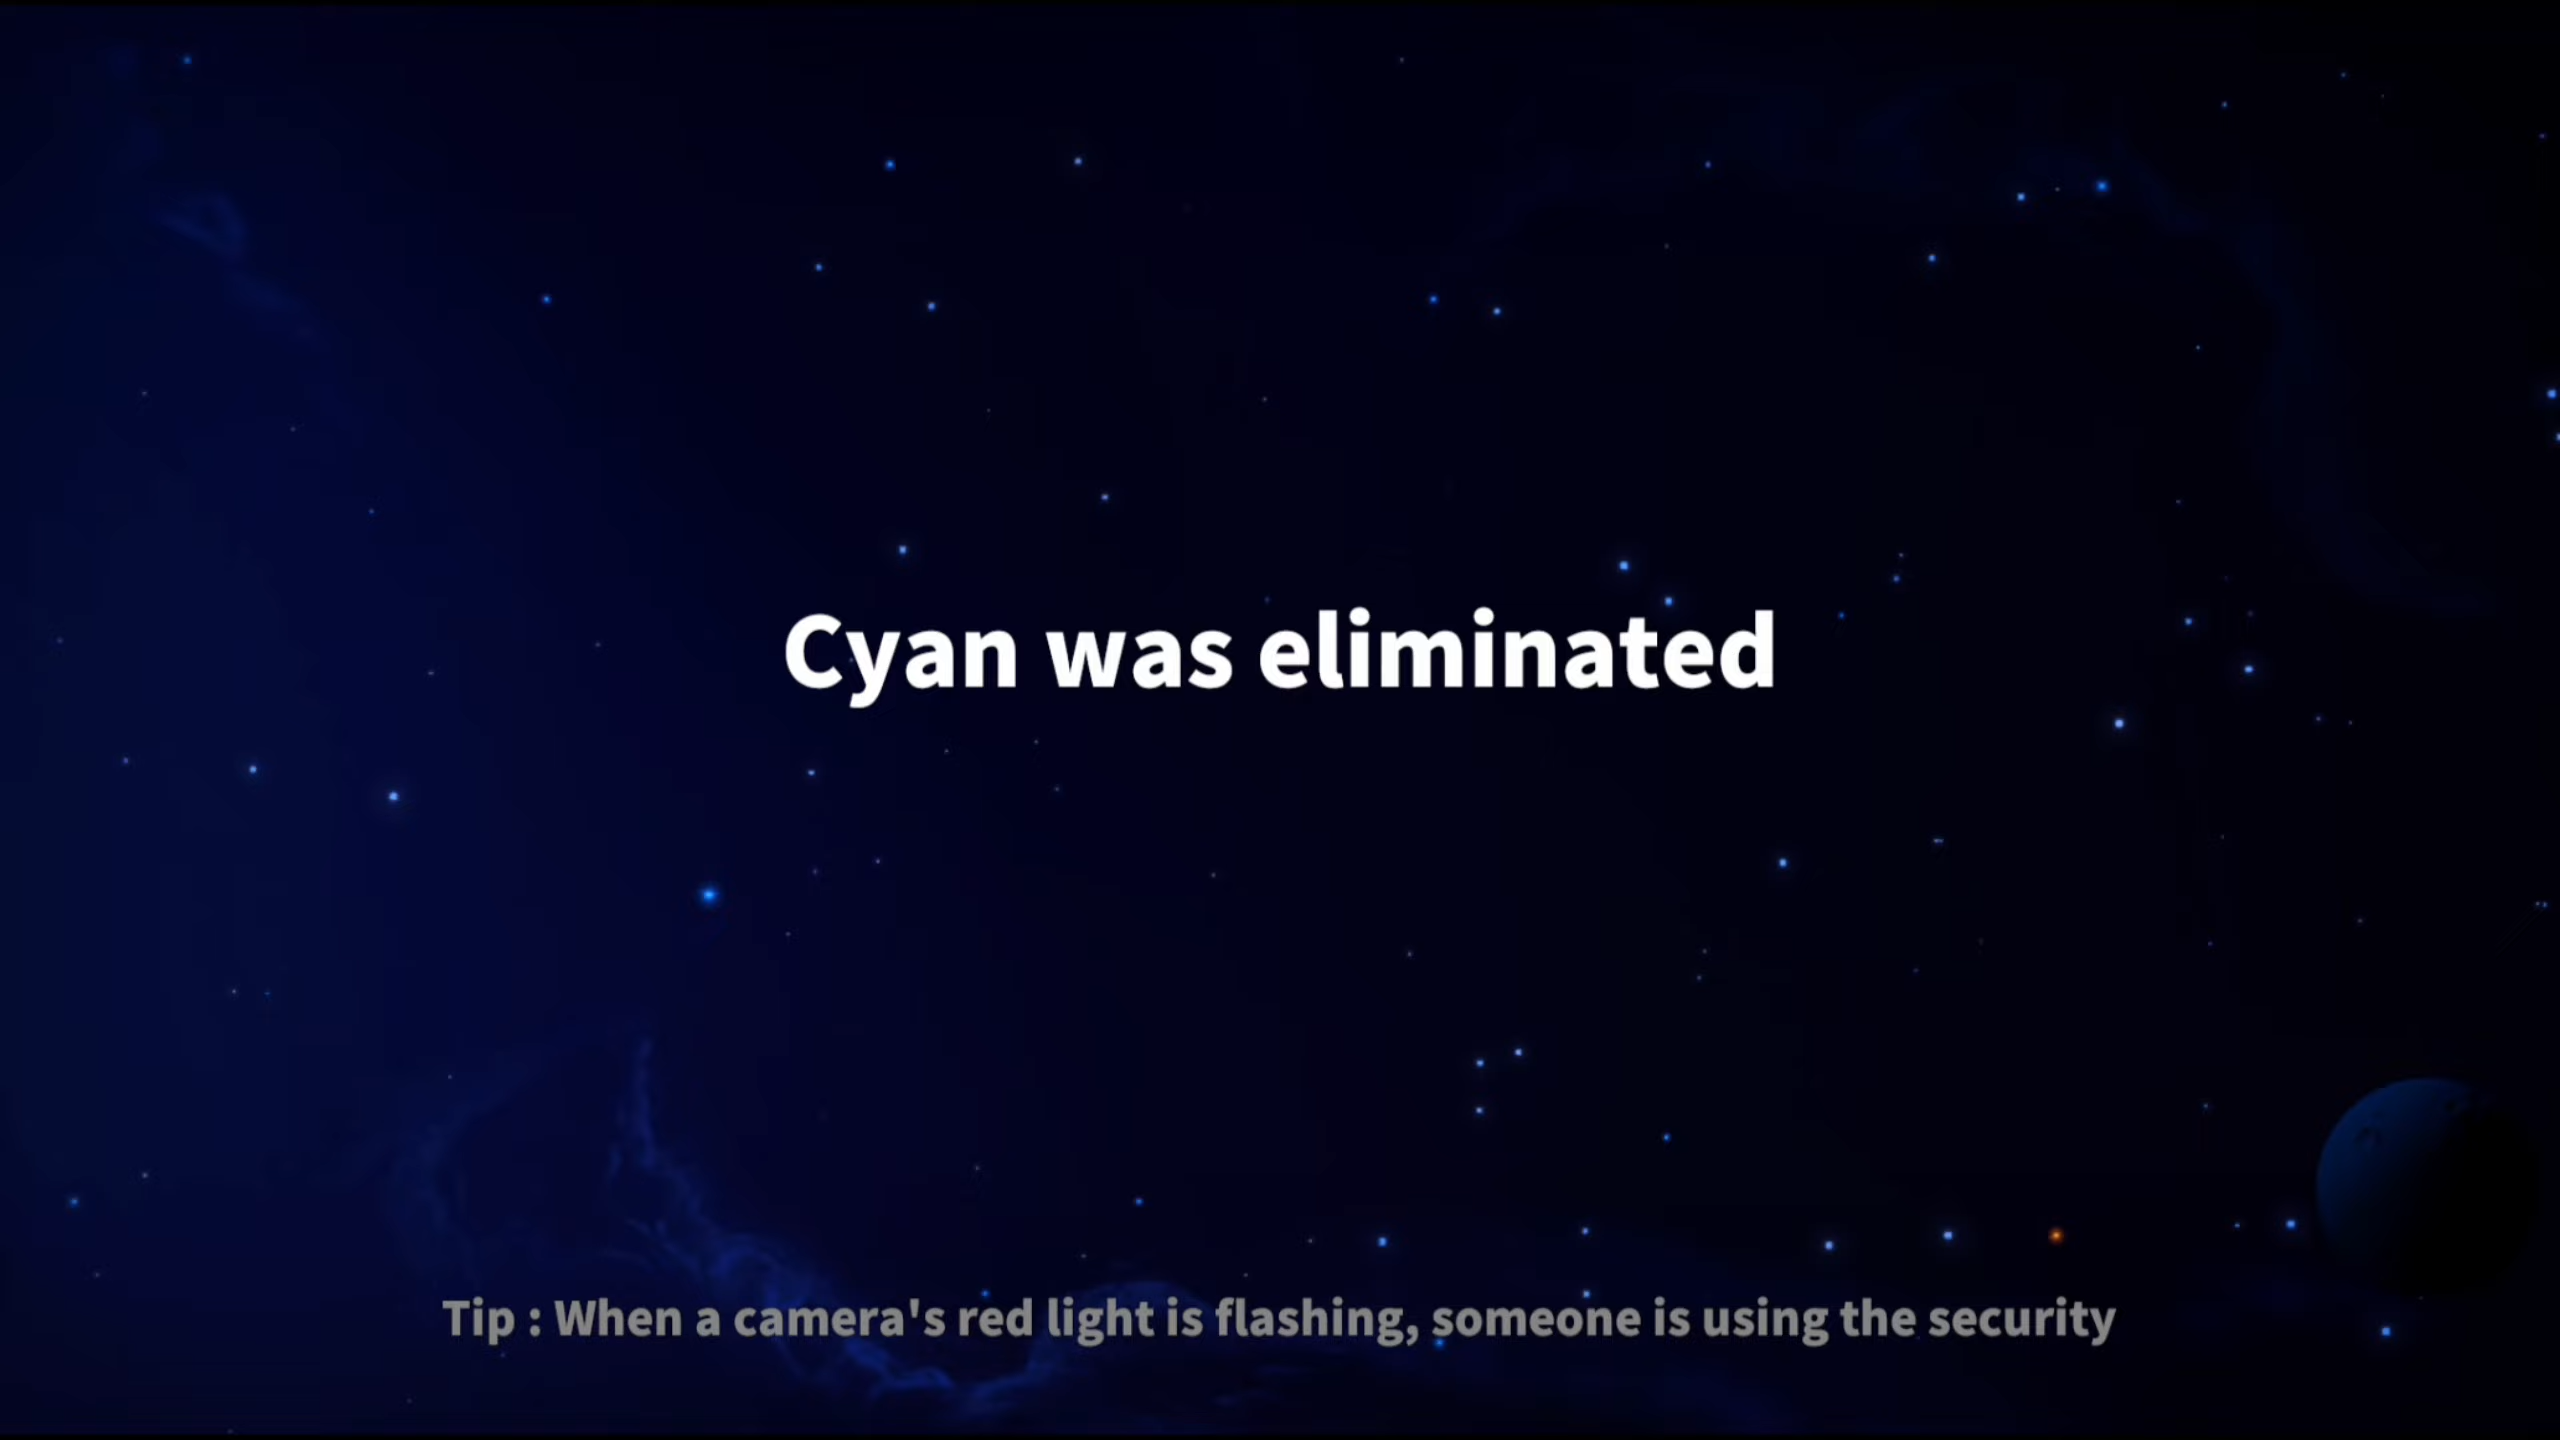 Cyan was eliminated
Tip : When a camera's red light is flashing, someone is using the security